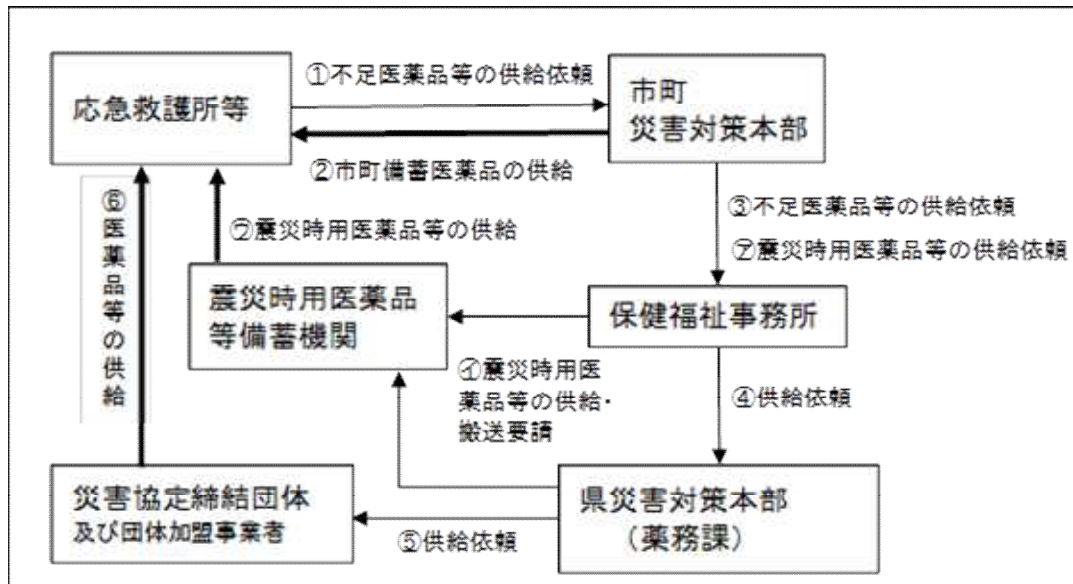 ①不足医薬品等の供給依頼
応急救護所等
市町
災害対策本部
②市町備蓄医薬品の供給
③不足医薬品等の供給依頼
㋐震災時用医薬品等の供給依頼
⑥医薬品等の供給
㋒震災時用医薬品等の供給
震災時用医薬品
等備蓄機関
保健福祉事務所
㋑震災時用医
薬品等の供給・
搬送要請
④供給依頼
災害協定締結団体
及び団体加盟事業者
⑤供給依頼
県災害対策本部
(薬務課)